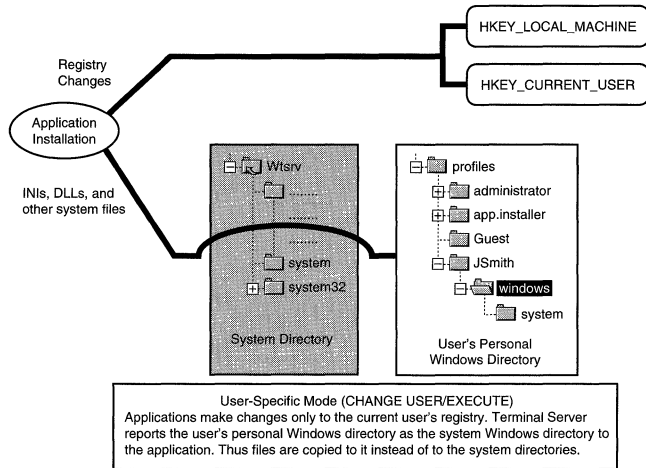 HKEY_LOCAL_MACHINE
Registry
Changes
HKEY_CURRENT_USER
Application
Installation
INIs, DLLs, and
other system files
Wtsrv
........
........
........
system
system32
System Directory
profiles
administrator
app.installer
Guest
JSmith
windows
system
User's Personal
Windows Directory
User-Specific Mode (CHANGE USER/EXECUTE)
Applications make changes only to the current user's registry. Terminal Server
reports the user's personal Windows directory as the system Windows directory to
the application. Thus files are copied to it instead of to the system directories.